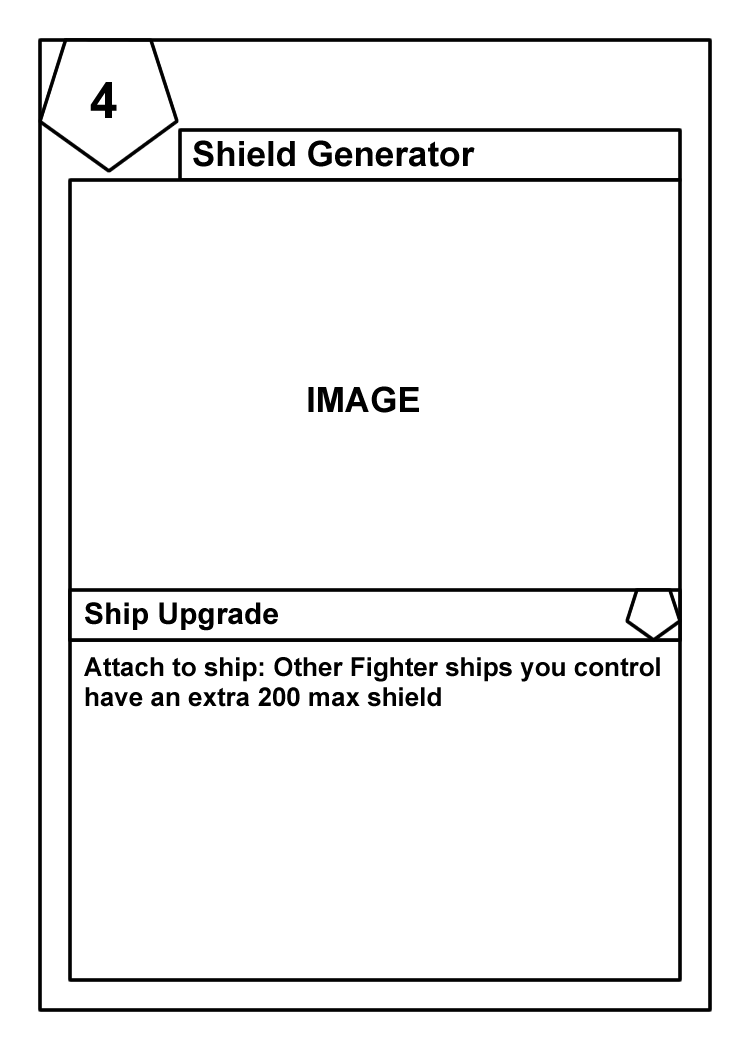 4
Shield Generator
IMAGE
Ship Upgrade
Attach to ship: Other Fighter ships you control
have an extra 200 max shield